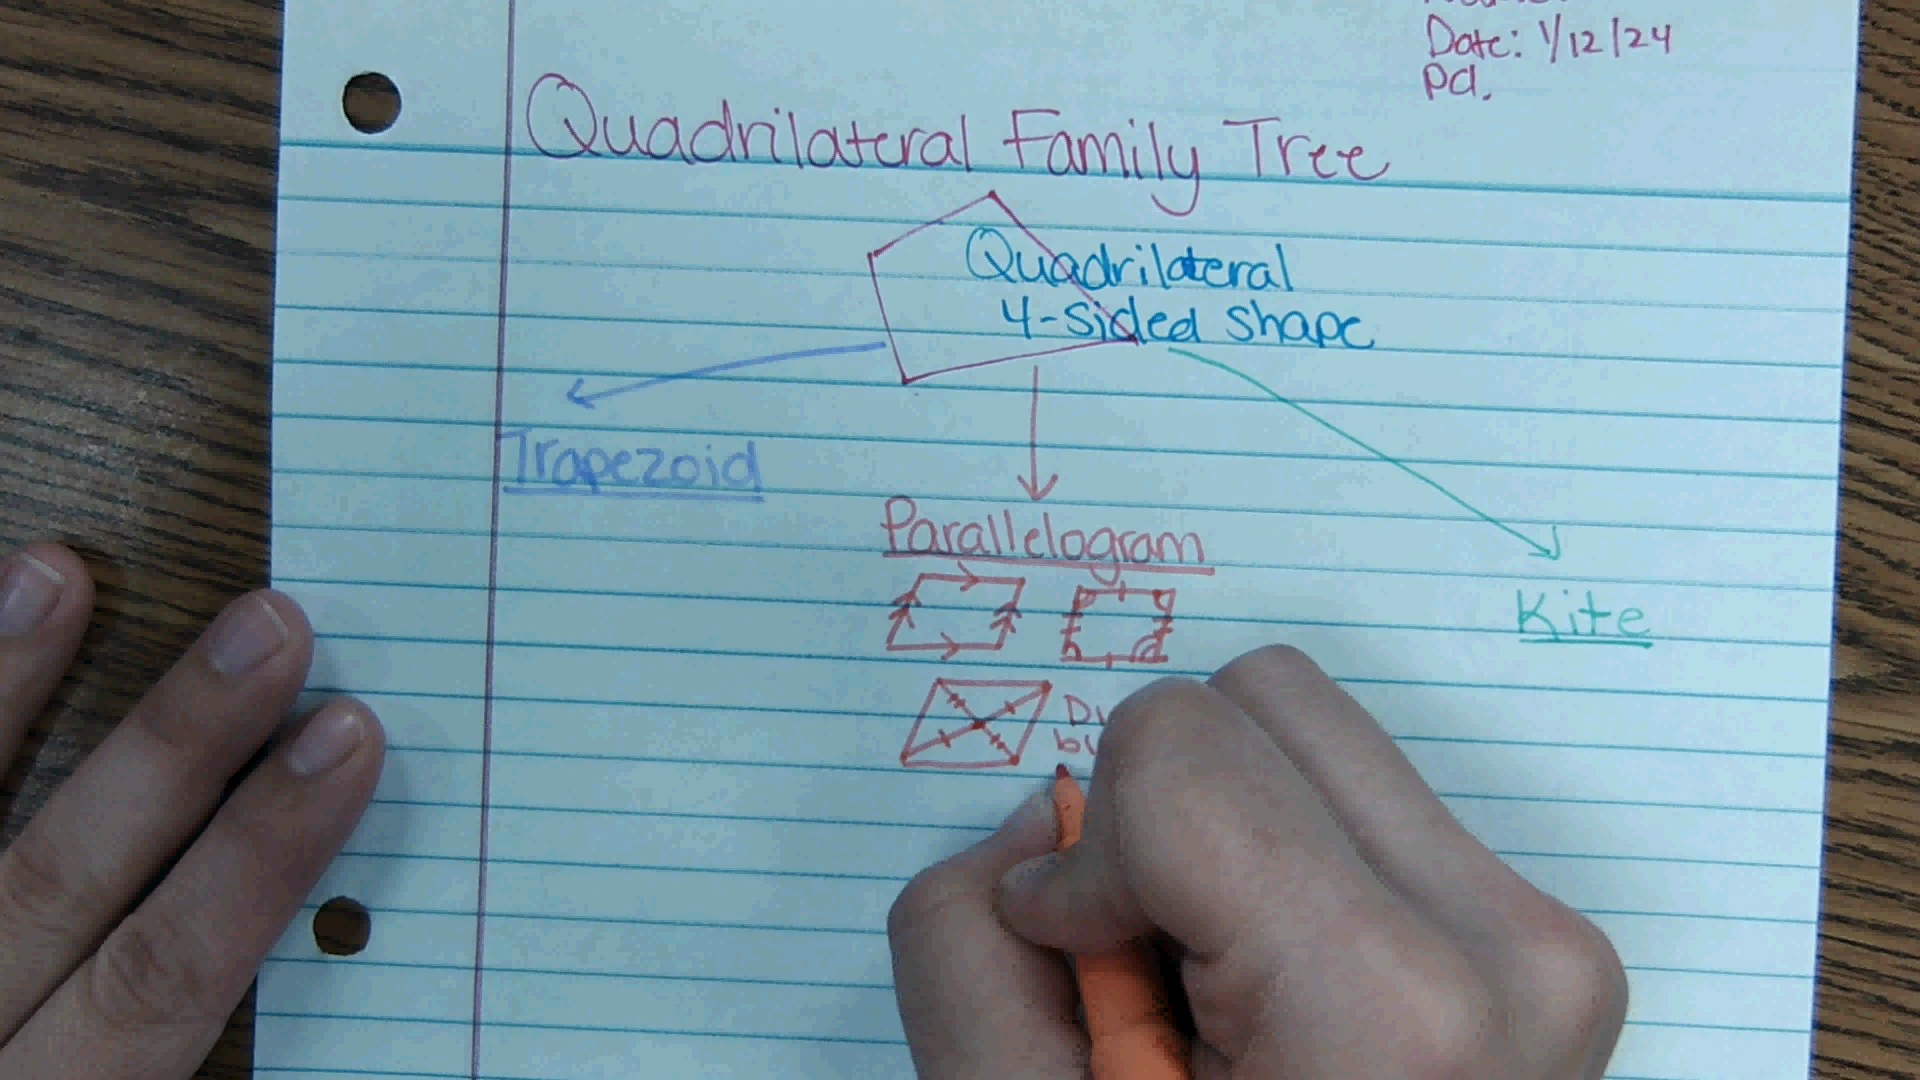 Date: 1/12/24
Pd.
Quadrilateral Family Tree
Quadrilateral
4-sided shape
Trapezoid
Parallelogram
Kite